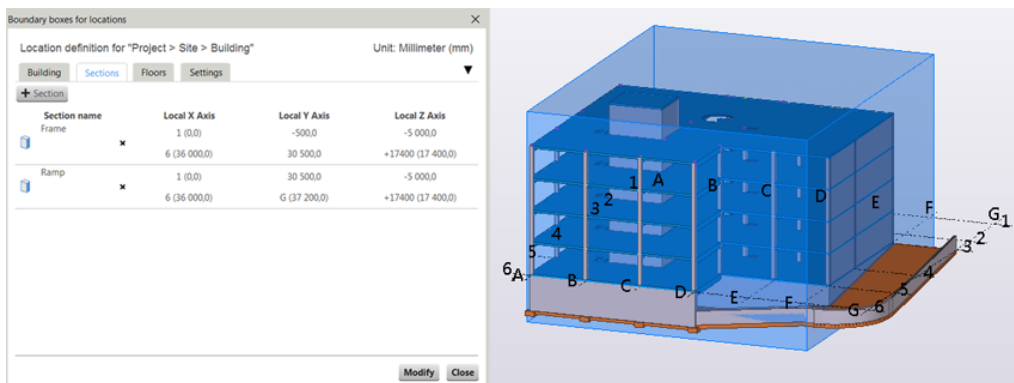 Boundary boxes for locations
Location definition for "Project > Site > Building" Unit: Millimeter (mm)
Building Sections Floors Settings
+ Section
Section name Local X Axis Local Y Axis Local Z Axis
Frame
1 (0,0) -500,0 -5 000,0
6 (36 000,0) 30 500,0 +17400 (17 400,0)
Ramp
1 (0,0) 30 500,0 -5 000,0
6 (36 000,0) G (37 200,0) +17400 (17 400,0)
Modify Close
1 A B C D E F G 1
2
3
2
3
4
4
5
5
6
A B C D E F G 6